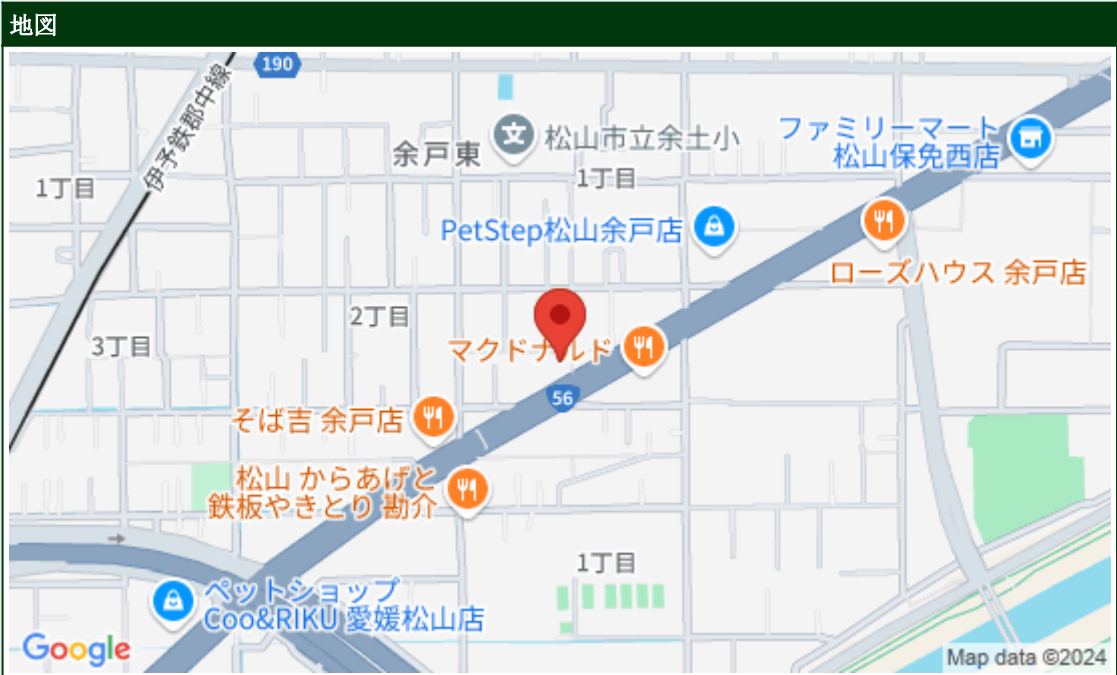 地図
190
伊予鉄郡中線
余戸東
松山市立余土小
ファミリーマート
松山保免西店
1丁目
1丁目
PetStep松山余戸店
ローズハウス 余戸店
2丁目
3丁目
マクドナルド
56
そば吉 余戸店
松山 からあげと
鉄板やきとり 勘介
1丁目
ペットショップ
Coo&RIKU 愛媛松山店
Google
Map data ©2024